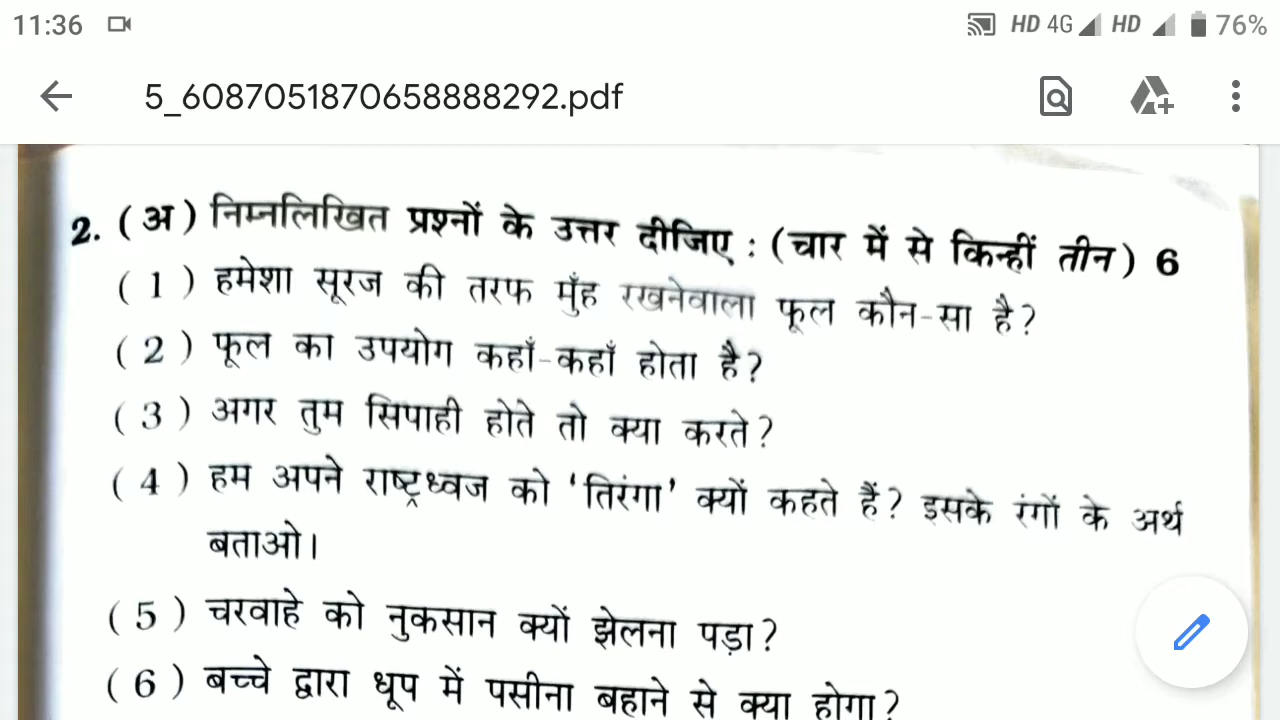 11:36 HD 4G HD 76%
5_6087051870658888292.pdf
2. (अ) निम्नलिखित प्रश्नों के उत्तर दीजिए : (चार में से किन्हीं तीन) 6
(1) हमेशा सूरज की तरफ मुँह रखनेवाला फूल कौन-सा है?
(2) फूल का उपयोग कहाँ-कहाँ होता है?
(3) अगर तुम सिपाही होते तो क्या करते?
(4) हम अपने राष्ट्रध्वज को 'तिरंगा' क्यों कहते हैं? इसके रंगों के अर्थ
बताओ।
(5) चरवाहे को नुकसान क्यों झेलना पड़ा?
(6) बच्चे द्वारा धूप में पसीना बहाने से क्या होगा?